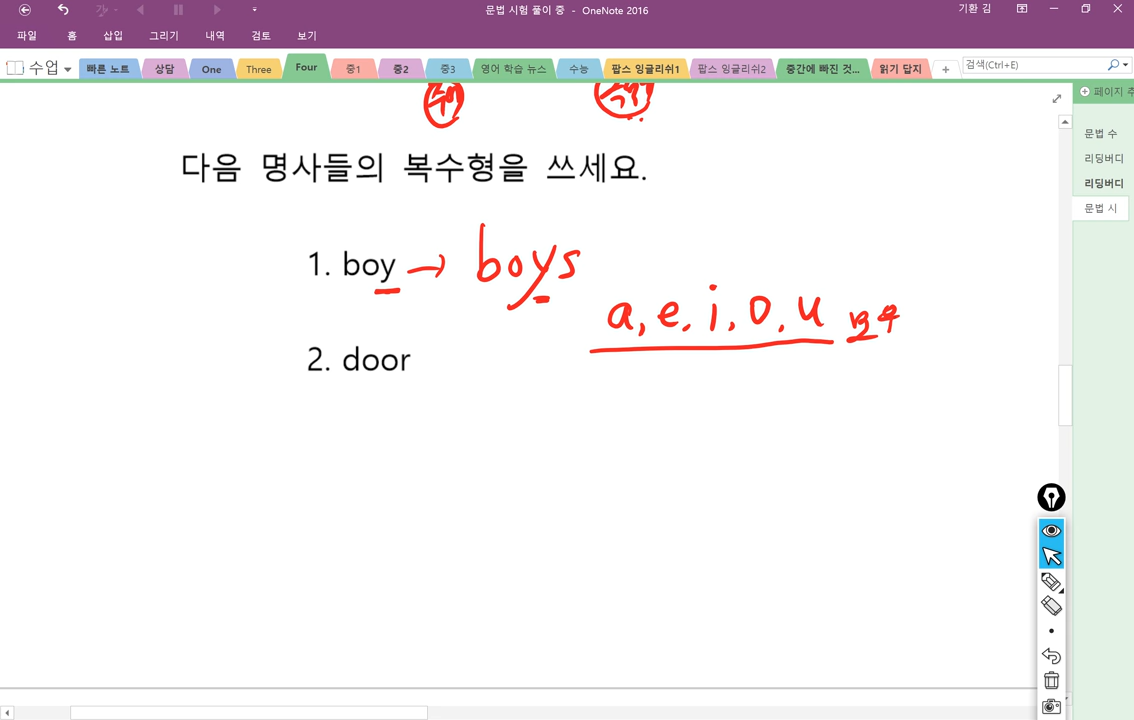 문법 시험 풀이 중 - OneNote 2016
기환 김
파일 홈 삽입 그리기 내역 검토 보기
수업 빠른 노트 상담 One Three Four 중1 중2 중3 영어 학습 뉴스 수능 팝스 잉글리쉬1 팝스 잉글리쉬2 중간에 빠진 것... 읽기 답지 + 검색(Ctrl+E)
페이지 추
문법 수
리딩버디
리딩버디
문법 시
다음 명사들의 복수형을 쓰세요.
1. boy → boys
a, e, i, o, u
2. door